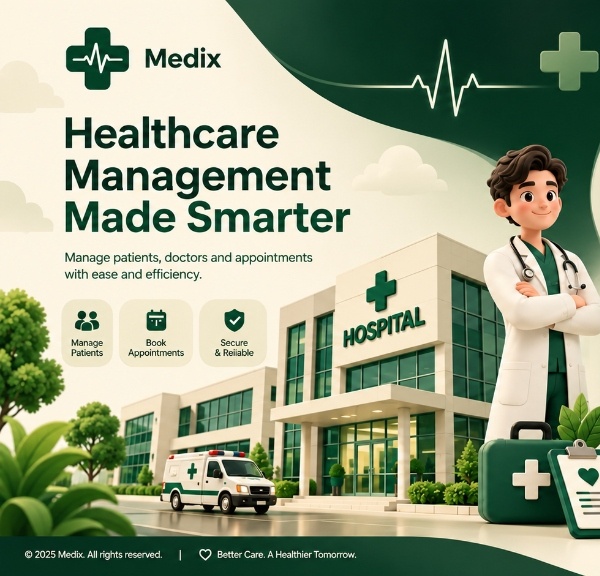 Medix
Healthcare
Management
Made Smarter
Manage patients, doctors and appointments
with ease and efficiency.
Manage
Patients
Book
Appointments
Secure
& Reliable
HOSPITAL
© 2025 Medix. All rights reserved. | Better Care. A Healthier Tomorrow.